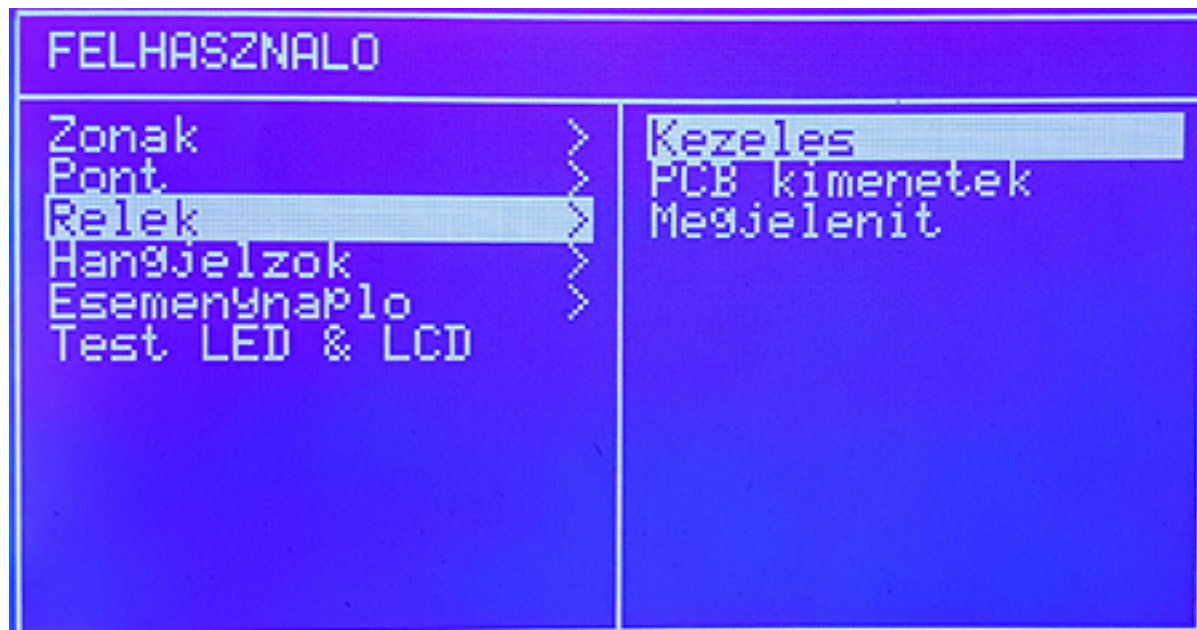 FELHASZNALO
Zonak >
Pont >
Relek >
Hangjelzok >
Esemenynaplo >
Test LED & LCD
Kezeles
PCB kimenetek
Megjelenit